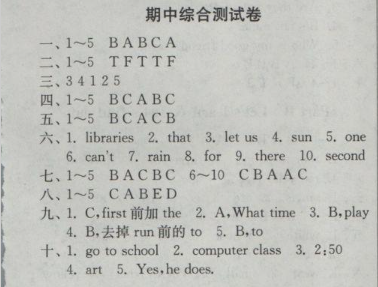 期中综合测试卷
一、1～5 B A B C A
二、1～5 T F T T F
三、3 4 1 2 5
四、1～5 B C A B C
五、1～5 B C A C B
六、1. libraries 2. that 3. let us 4. sun 5. one
6. can't 7. rain 8. for 9. there 10. second
七、1～5 B A C B C 6～10 C B A A C
八、1～5 C A B E D
九、1. C,first 前加 the 2. A,What time 3. B,play
4. B,去掉 run 前的 to 5. B,to
十、1. go to school 2. computer class 3. 2:50
4. art 5. Yes,he does.